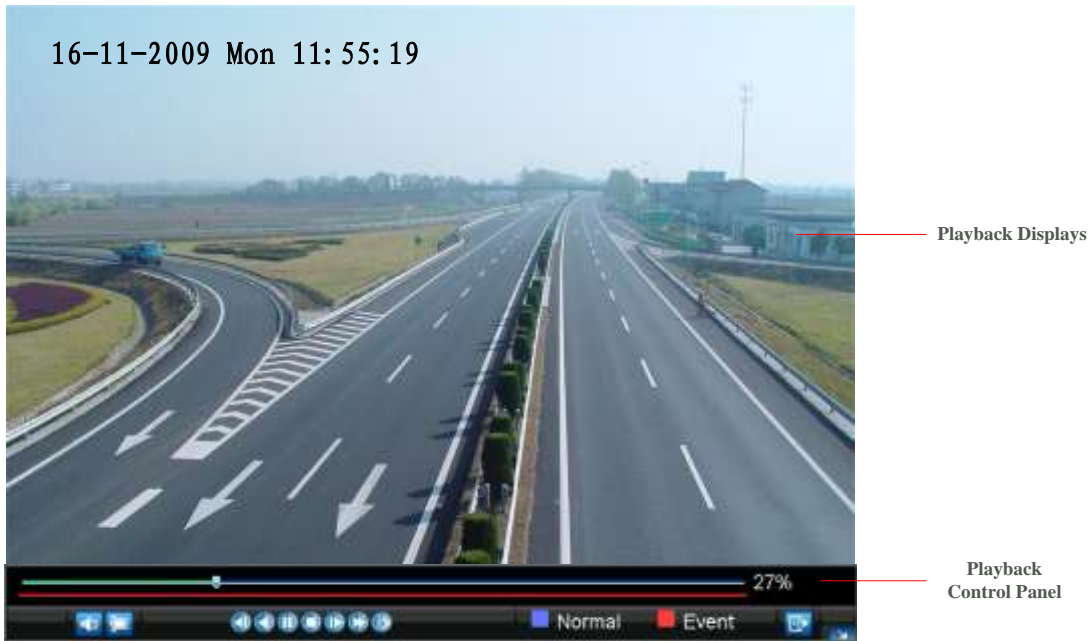 16-11-2009 Mon 11:55:19
Playback Displays
27%
Playback
Control Panel
Normal
Event